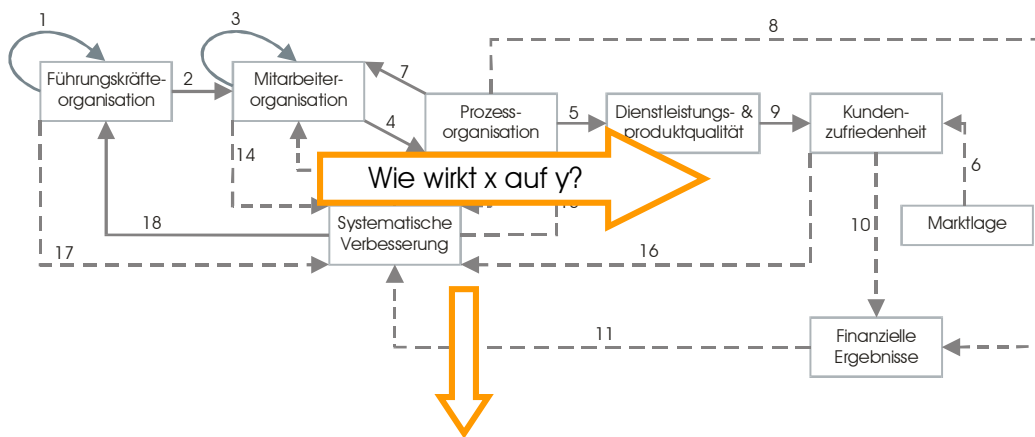 1
3
8
Führungskräfte-
organisation
2
Mitarbeiter-
organisation
7
4
Prozess-
organisation
5
Dienstleistungs- &
produktqualität
9
Kunden-
zufriedenheit
14
6
Wie wirkt x auf y?
18
Systematische
Verbesserung
10
Marktlage
17
16
11
Finanzielle
Ergebnisse